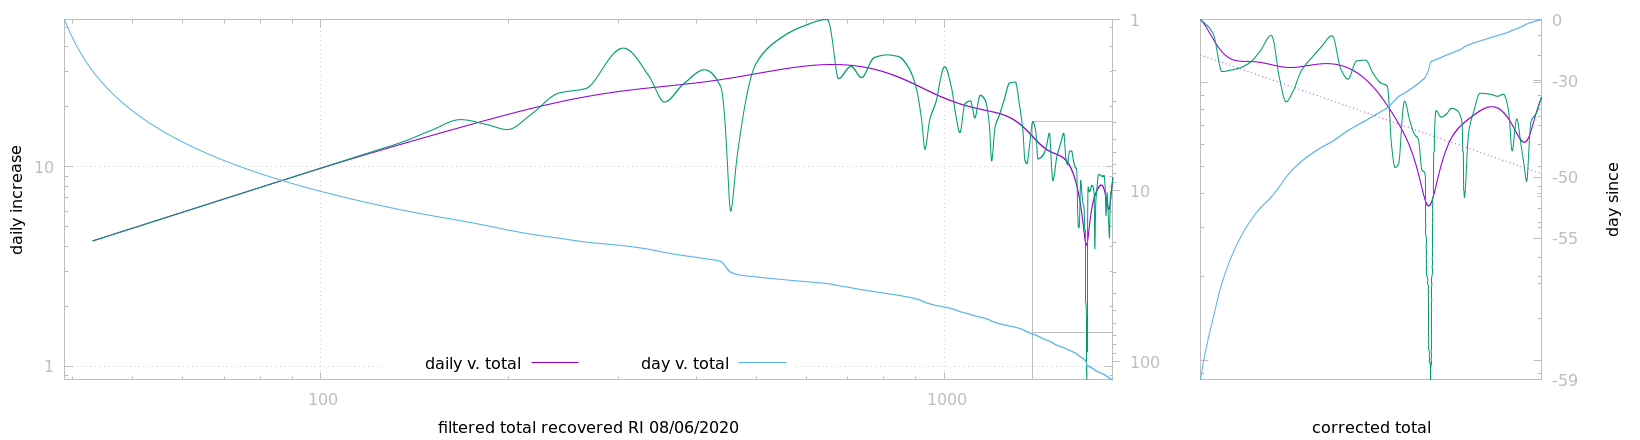 1
0
10
daily increase
10
-30
-50
day since
-55
1
daily v. total
day v. total
100
-59
100
1000
filtered total recovered RI 08/06/2020
corrected total